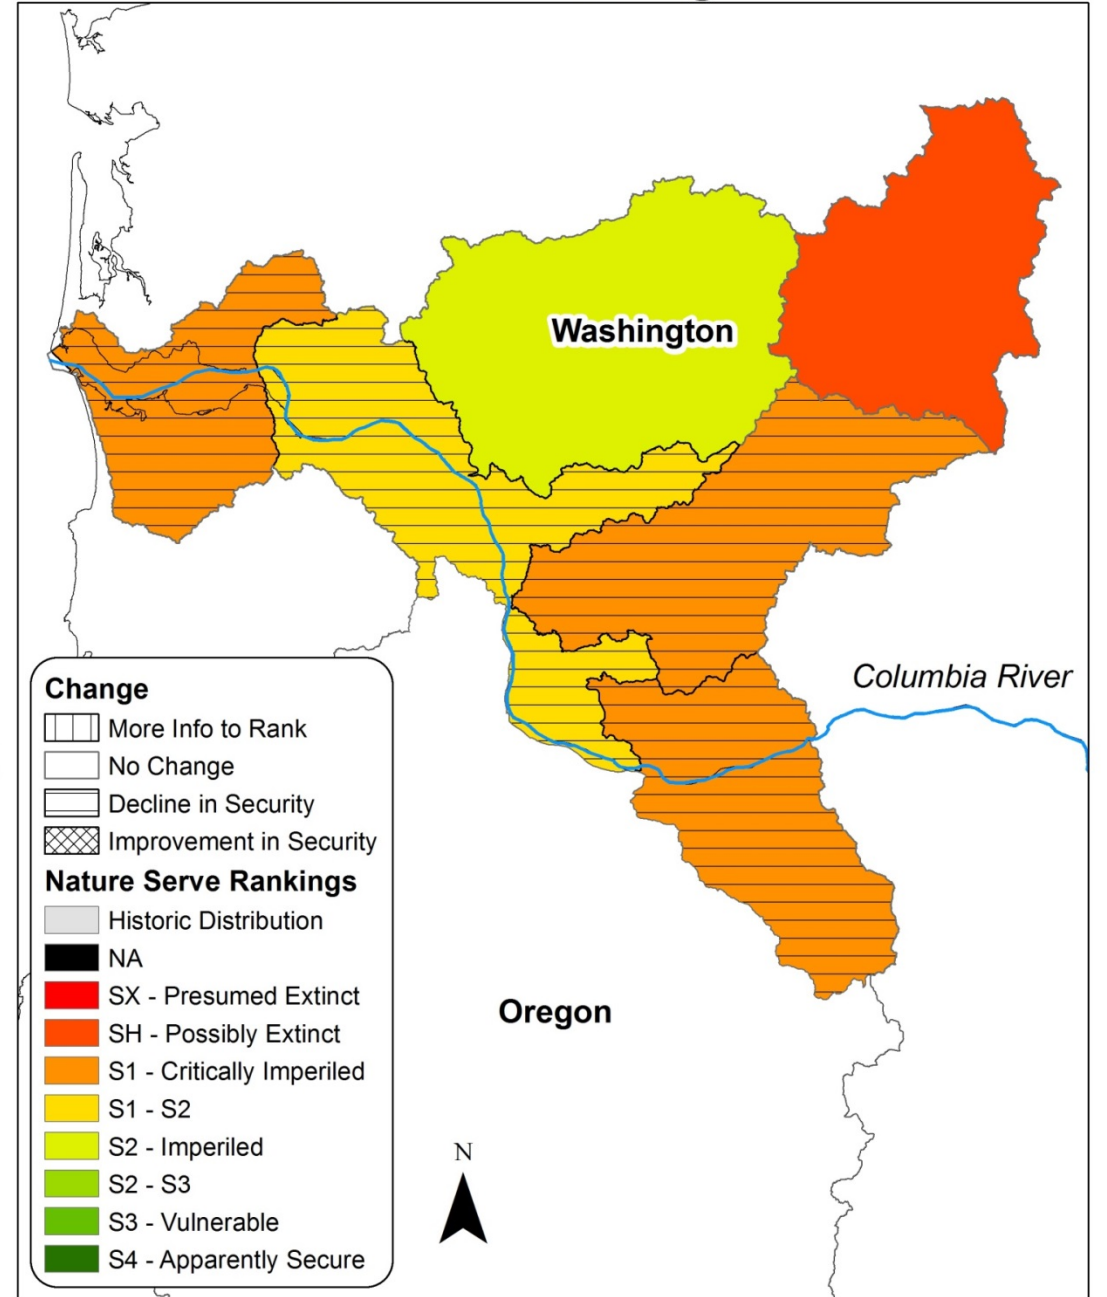 Washington
Columbia River
Change
More Info to Rank
No Change
Decline in Security
Improvement in Security
Nature Serve Rankings
Historic Distribution
NA
SX - Presumed Extinct
SH - Possibly Extinct
S1 - Critically Imperiled
S1 - S2
S2 - Imperiled
S2 - S3
S3 - Vulnerable
S4 - Apparently Secure
Oregon
N